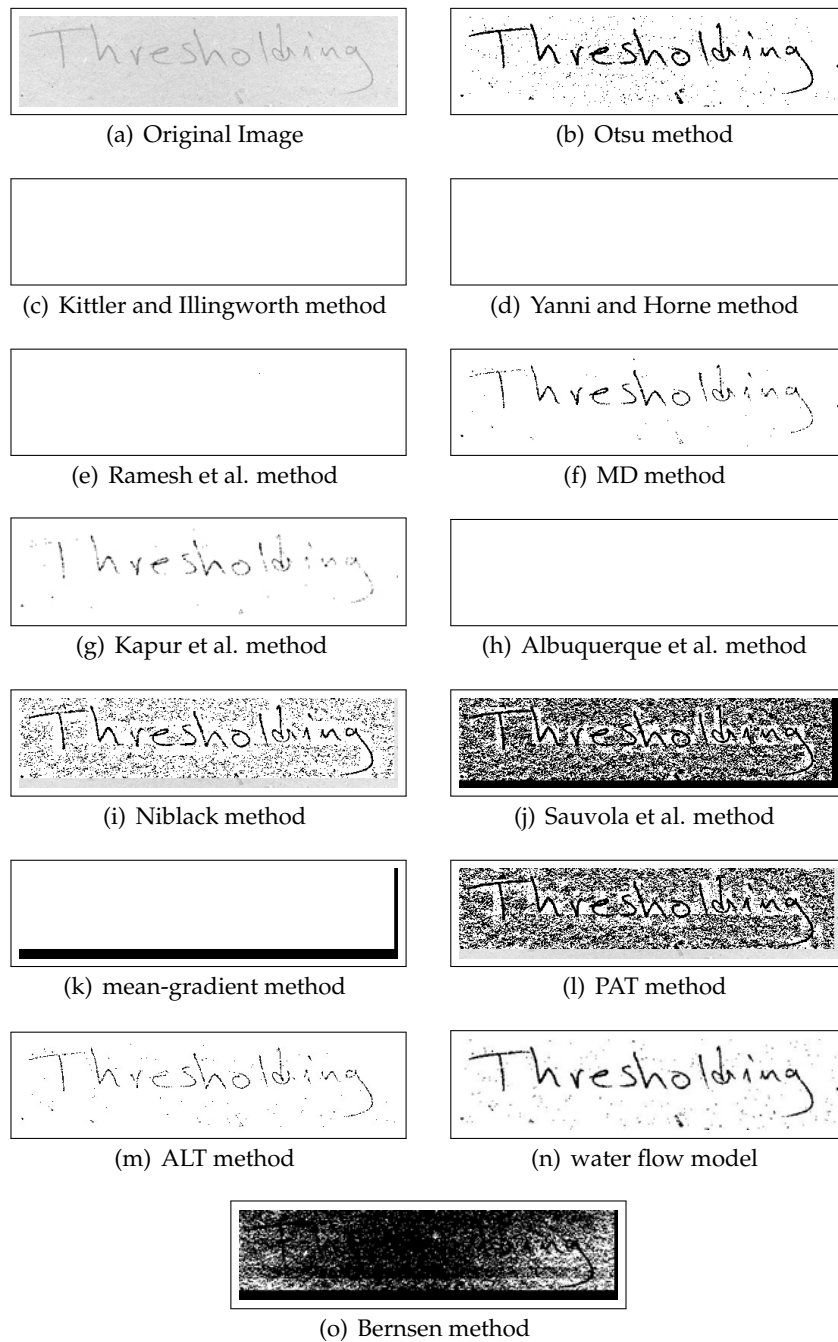 Thresholding Thresholding
(a) Original Image (b) Otsu method
(c) Kittler and Illingworth method (d) Yanni and Horne method
Thresholding
(e) Ramesh et al. method (f) MD method
Thresholding
(g) Kapur et al. method (h) Albuquerque et al. method
Thresholding Thresholding
(i) Niblack method (j) Sauvola et al. method
Thresholding
(k) mean-gradient method (l) PAT method
Thresholding Thresholding
(m) ALT method (n) water flow model
Thresholding
(o) Bernsen method